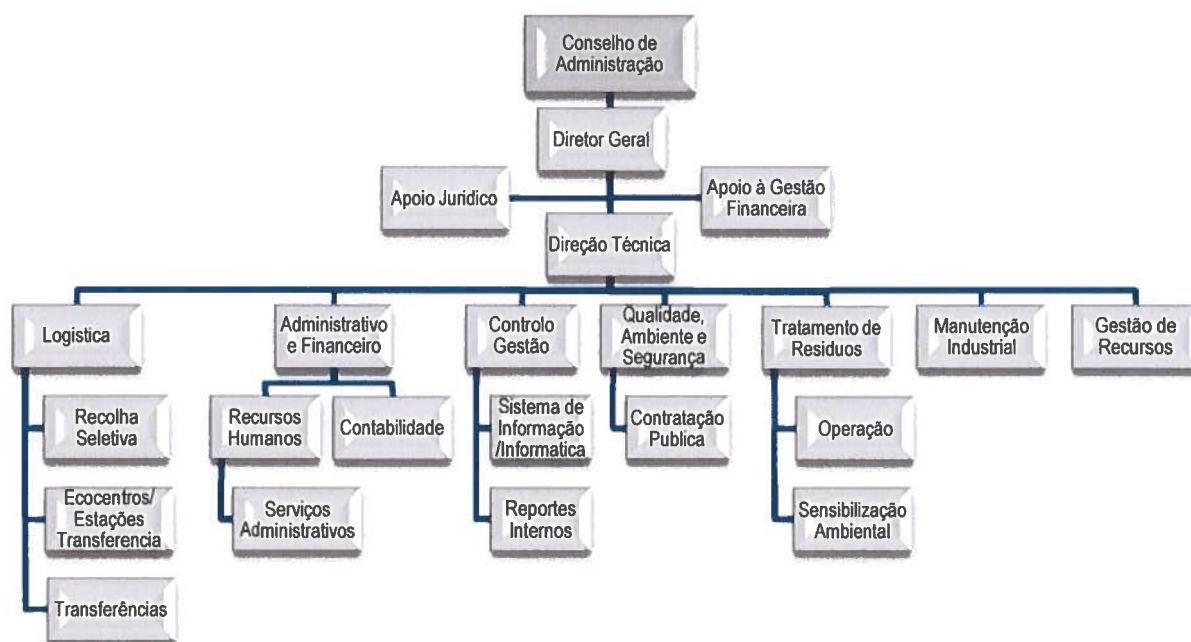 Conselho de
Administração
Diretor Geral
Apoio Juridico
Apoio à Gestão
Financeira
Direção Técnica
Logistica
Administrativo
e Financeiro
Controlo
Gestão
Qualidade,
Ambiente e
Segurança
Tratamento de
Residuos
Manutenção
Industrial
Gestão de
Recursos
Recolha
Seletiva
Recursos
Humanos
Contabilidade
Sistema de
Informação
/Informatica
Contratação
Publica
Operação
Ecocentros/
Estações
Transferencia
Serviços
Administrativos
Reportes
Internos
Sensibilização
Ambiental
Transferências